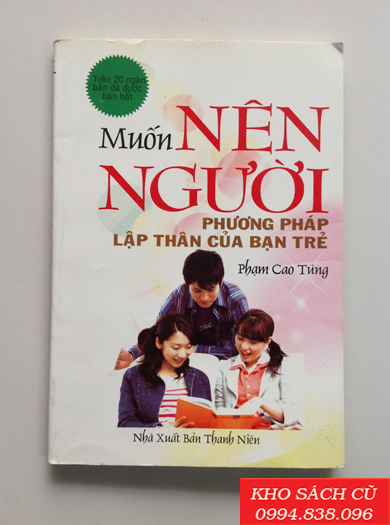 Trên 20 ngàn
bản đã được
bán hết
Muốn NÊN
NGƯỜI
PHƯƠNG PHÁP
LẬP THÂN CỦA BẠN TRẺ
Phạm Cao Tùng
Nhà Xuất Bản Thanh Niên
KHO SÁCH CŨ
0994.838.096